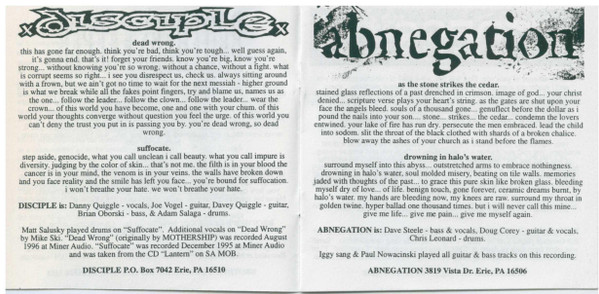 xdisciplex
dead wrong.
this has gone far enough. think you're bad, think you're tough... well guess again,
it's gonna end. that's it! forget your friends. know you're big, know you're
strong... without knowing you're so wrong. without a chance, without a fight. what
is corrupt seems so right... i see you disrespect us, check us. always sitting around
with a frown, but we ain't got no time to wait for the next messiah - higher ground
is what we break while all the fakes point fingers, try and blame us, names us as
the one... follow the leader... follow the clown... follow the leader... wear the
crown... of this world you have become, one and one with your chum. of this
world your thoughts converge without question you feel the urge. of this world you
can't deny the trust you put in is passing you by. you're dead wrong, so dead
wrong.
suffocate.
step aside, genocide, what you call unclean i call beauty. what you call impure is
diversity. judging by the color of skin... that's not me. the filth is in your blood the
cancer is in your mind, the venom is in your veins. the walls have broken down
and you face reality and the smile has left you face... you're bound for suffocation.
i won't breathe your hate. we won't breathe your hate.
DISCIPLE is: Danny Quiggle - vocals, Joe Vogel - guitar, Davey Quiggle - guitar,
Brian Oborski - bass, & Adam Salaga - drums.
Matt Salusky played drums on "Suffocate". Additional vocals on "Dead Wrong"
by Mike Ski. "Dead Wrong" (originally by MOTHERSHIP) was recorded August
1996 at Miner Audio. "Suffocate" was recorded December 1995 at Miner Audio
and was taken from the CD "Lantern" on SA MOB.
DISCIPLE P.O. Box 7042 Erie, PA 16510
abnegation
as the stone strikes the cedar.
stained glass reflections of a past drenched in crimson. image of god... your christ
denied... scripture verse plays your heart's string. as the gates are shut upon your
face the angels bleed. souls of a thousand gone... genuflect before the dollar as i
pound the nails into your son... stone... strikes... the cedar... condemn the lovers
entwined. your lake of fire has run dry. persecute the men embraced. lead the child
into sodom. slit the throat of the black clothed with shards of a broken chalice.
blow away the ashes of your church as i stand before the flames.
drowning in halo's water.
surround myself into this abyss... outstretched arms to embrace nothingness.
drowning in halo's water, soul molded misery, beating on tile walls. memories
jaded with thoughts of the past... to grace this pure skin like broken glass. bleeding
myself dry of love... of life. benign touch, gone forever, ceramic dreams burnt, by
halo's water. my hands are bleeding now, my knees are raw. surround my throat in
golden twine. hyper ballad one thousand times. but i will never call this mine...
give me life... give me pain... give me myself again.
ABNEGATION is: Dave Steele - bass & vocals, Doug Corey - guitar & vocals,
Chris Leonard - drums.
Iggy sang & Paul Nowacinski played all guitar & bass tracks on this recording.
ABNEGATION 3819 Vista Dr. Erie, PA 16506